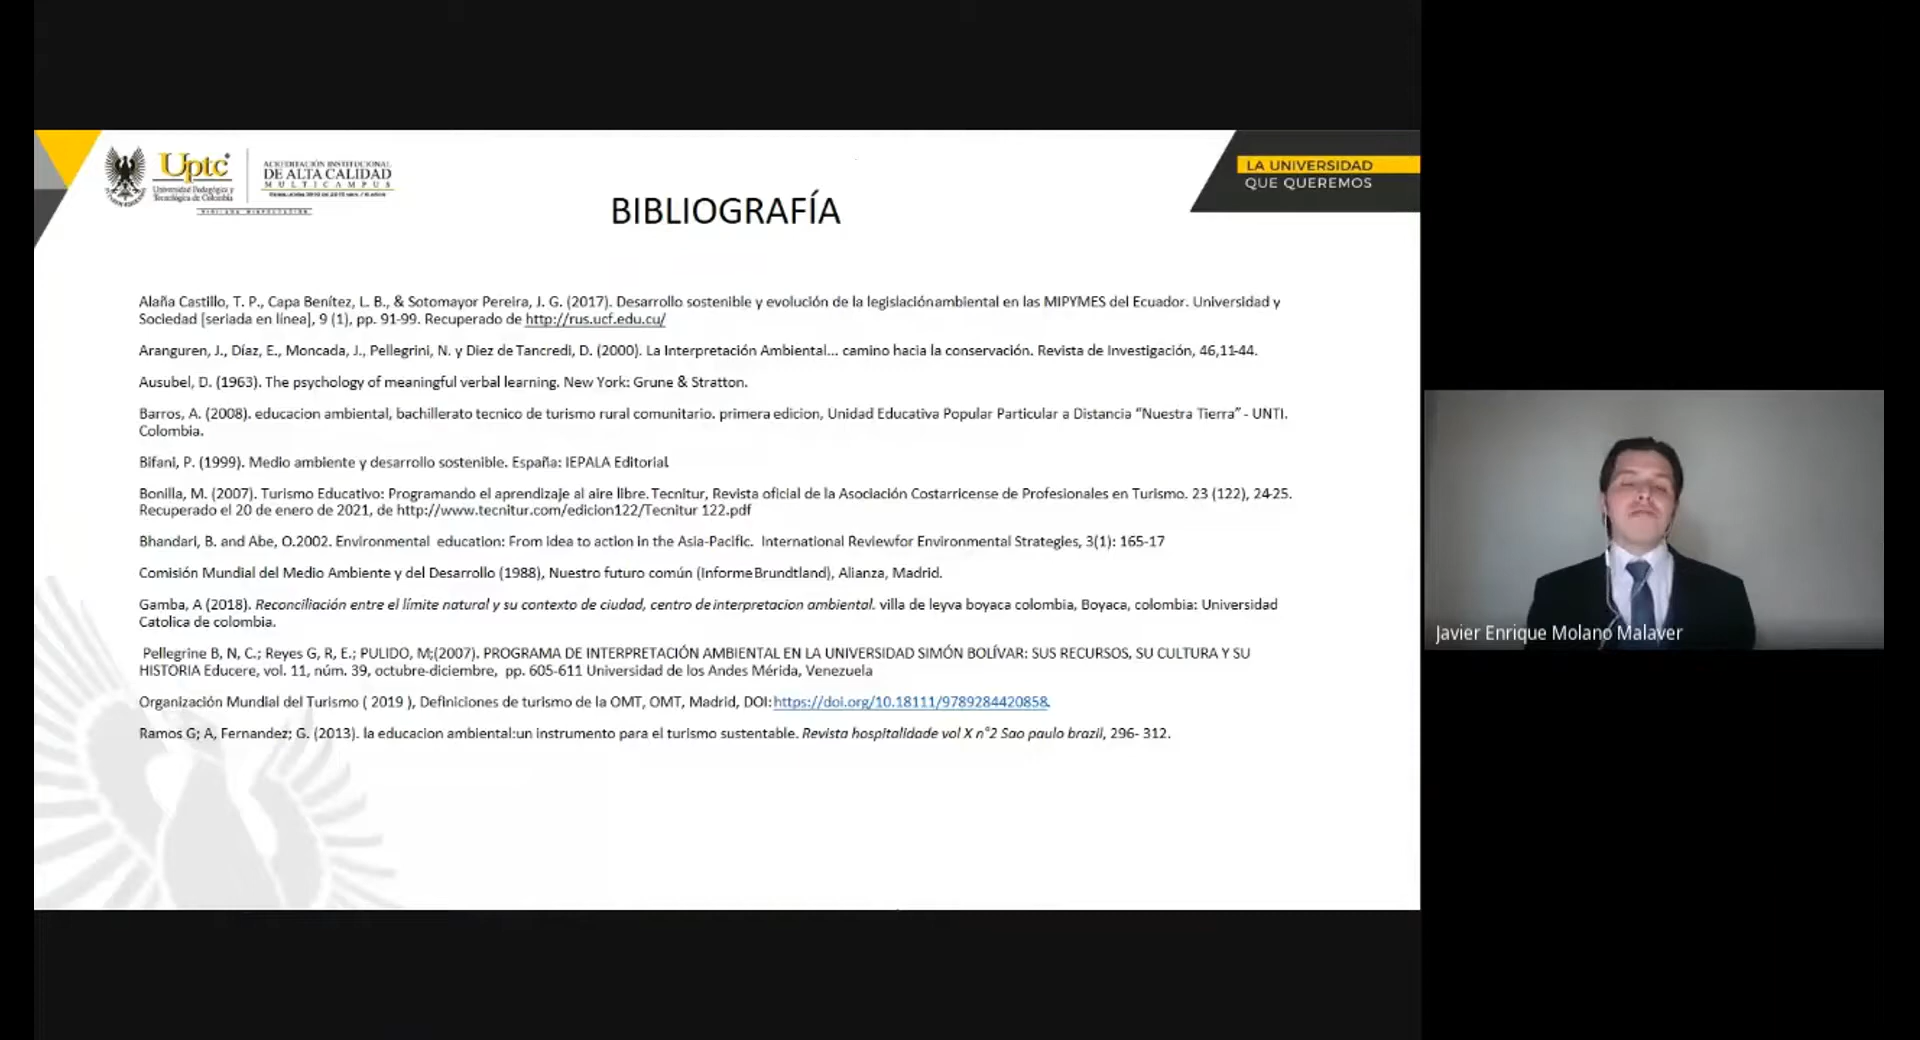 Uptc
Universidad Pedagógica y
Tecnológica de Colombia
ACREDITACIÓN INSTITUCIONAL
DE ALTA CALIDAD
MULTICAMPUS
LA UNIVERSIDAD
QUE QUEREMOS
BIBLIOGRAFÍA
Alaña Castillo, T. P., Capa Benítez, L. B., & Sotomayor Pereira, J. G. (2017). Desarrollo sostenible y evolución de la legislaciónambiental en las MIPYMES del Ecuador. Universidad y
Sociedad [seriada en línea], 9 (1), pp. 91-99. Recuperado de http://rus.ucf.edu.cu/
Aranguren, J., Díaz, E., Moncada, J., Pellegrini, N. y Diez de Tancredi, D. (2000). La Interpretación Ambiental... camino hacia la conservación. Revista de Investigación, 46,11-44.
Ausubel, D. (1963). The psychology of meaningful verbal learning. New York: Grune & Stratton.
Barros, A. (2008). educacion ambiental, bachillerato tecnico de turismo rural comunitario. primera edicion, Unidad Educativa Popular Particular a Distancia “Nuestra Tierra” - UNTI.
Colombia.
Bifani, P. (1999). Medio ambiente y desarrollo sostenible. España: IEPALA Editorial.
Bonilla, M. (2007). Turismo Educativo: Programando el aprendizaje al aire libre. Tecnitur, Revista oficial de la Asociación Costarricense de Profesionales en Turismo. 23 (122), 24-25.
Recuperado el 20 de enero de 2021, de http://www.tecnitur.com/edicion122/Tecnitur 122.pdf
Bhandari, B. and Abe, O.2002. Environmental education: From idea to action in the Asia-Pacific. International Reviewfor Environmental Strategies, 3(1): 165-17
Comisión Mundial del Medio Ambiente y del Desarrollo (1988), Nuestro futuro común (Informe Brundtland), Alianza, Madrid.
Gamba, A (2018). Reconciliación entre el límite natural y su contexto de ciudad, centro de interpretacion ambiental. villa de leyva boyaca colombia, Boyaca, colombia: Universidad
Catolica de colombia.
Pellegrine B, N, C.; Reyes G, R, E.; PULIDO, M;(2007). PROGRAMA DE INTERPRETACIÓN AMBIENTAL EN LA UNIVERSIDAD SIMÓN BOLÍVAR: SUS RECURSOS, SU CULTURA Y SU
HISTORIA Educere, vol. 11, núm. 39, octubre-diciembre, pp. 605-611 Universidad de los Andes Mérida, Venezuela
Organización Mundial del Turismo ( 2019 ), Definiciones de turismo de la OMT, OMT, Madrid, DOI:https://doi.org/10.18111/9789284420858.
Ramos G; A, Fernandez; G. (2013). la educacion ambiental:un instrumento para el turismo sustentable. Revista hospitalidade vol X n°2 Sao paulo brazil, 296- 312.
Javier Enrique Molano Malaver